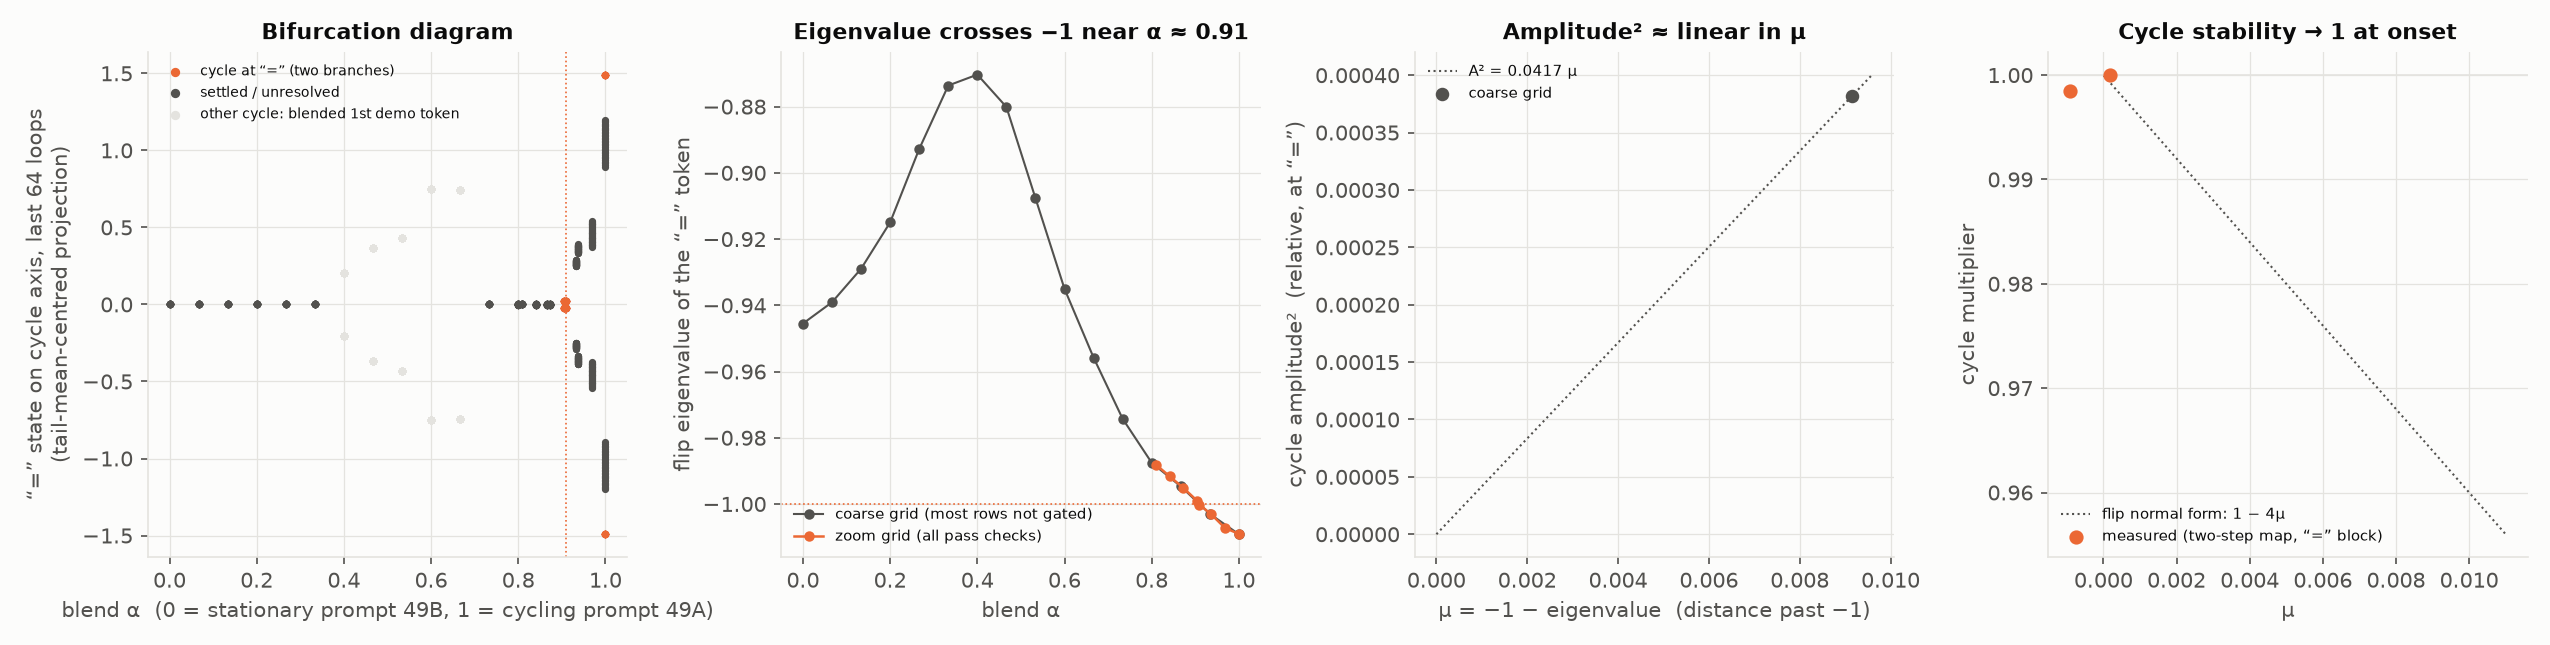 Bifurcation diagram
“=” state on cycle axis, last 64 loops
(tail-mean-centred projection)
1.5
1.0
0.5
0.0
−0.5
−1.0
−1.5
cycle at “=” (two branches)
settled / unresolved
other cycle: blended 1st demo token
0.0 0.2 0.4 0.6 0.8 1.0
blend α (0 = stationary prompt 49B, 1 = cycling prompt 49A)
Eigenvalue crosses −1 near α ≈ 0.91
flip eigenvalue of the “=” token
−0.88
−0.90
−0.92
−0.94
−0.96
−0.98
−1.00
coarse grid (most rows not gated)
zoom grid (all pass checks)
0.0 0.2 0.4 0.6 0.8 1.0
blend α
Amplitude² ≈ linear in μ
cycle amplitude² (relative, at “=”)
0.00040
0.00035
0.00030
0.00025
0.00020
0.00015
0.00010
0.00005
0.00000
A² = 0.0417 μ
coarse grid
0.000 0.002 0.004 0.006 0.008 0.010
μ = −1 − eigenvalue (distance past −1)
Cycle stability → 1 at onset
cycle multiplier
1.00
0.99
0.98
0.97
0.96
flip normal form: 1 − 4μ
measured (two-step map, “=” block)
0.000 0.002 0.004 0.006 0.008 0.010
μ